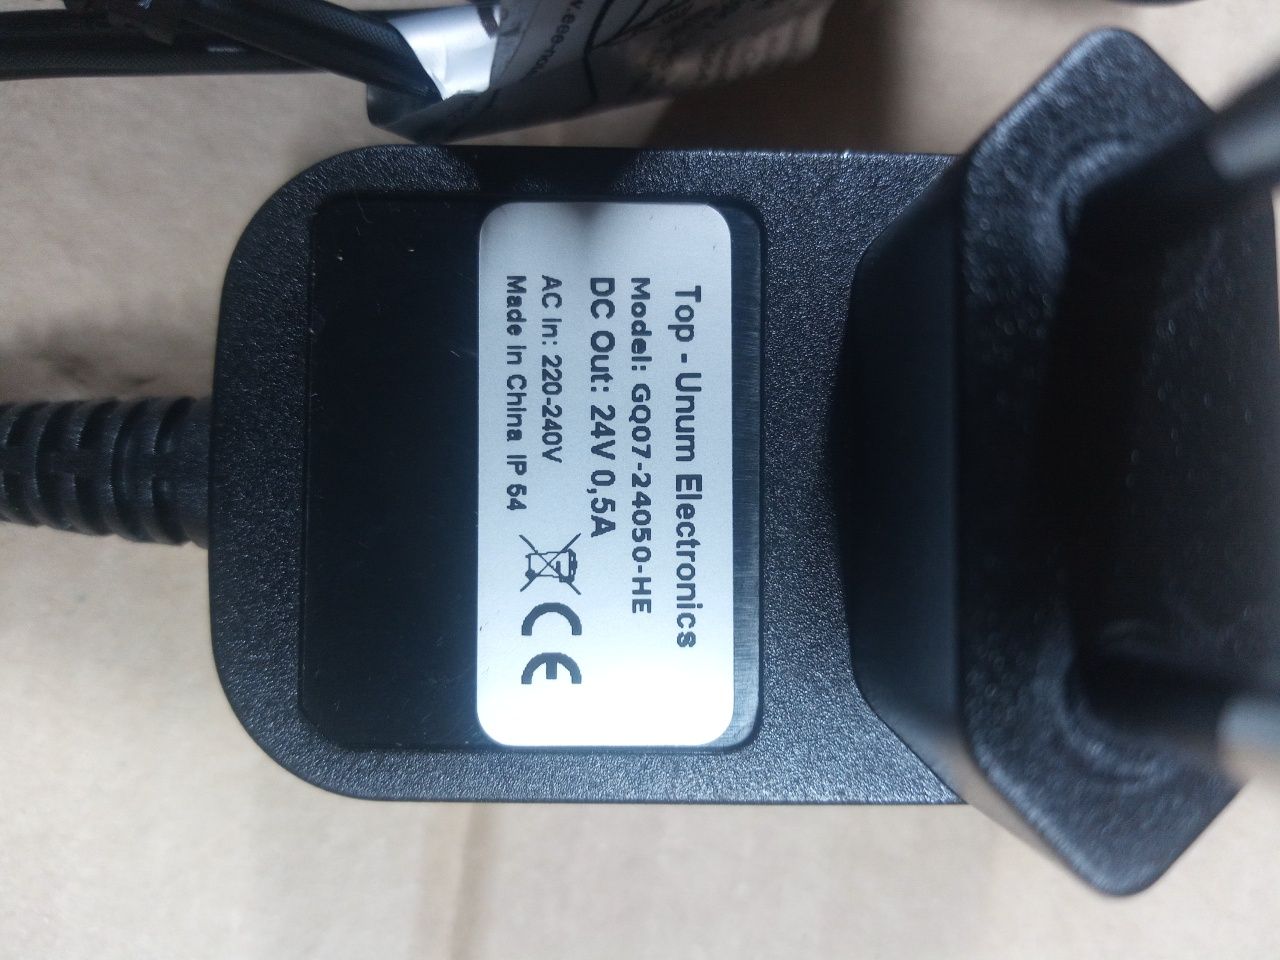 Top - Unum Electronics
Model: GQ07-24050-HE
DC Out: 24V 0,5A
AC in: 220-240V
Made in China IP 54
CE